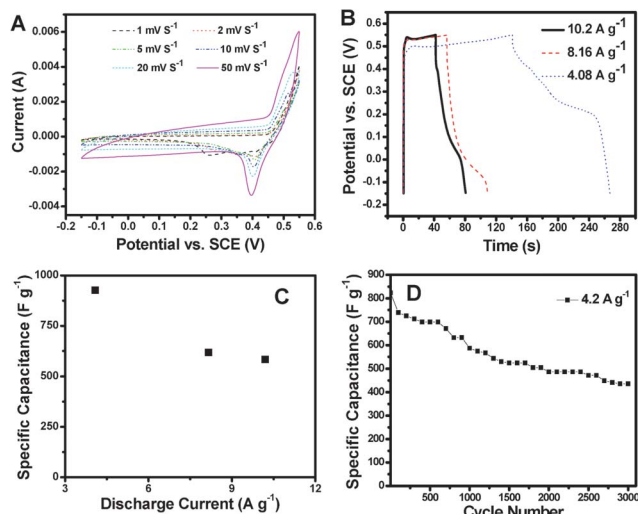 A
1 mV S⁻¹
2 mV S⁻¹
5 mV S⁻¹
10 mV S⁻¹
20 mV S⁻¹
50 mV S⁻¹
0.006
0.004
0.002
0.000
-0.002
-0.004
Current (A)
-0.2 -0.1 0.0 0.1 0.2 0.3 0.4 0.5 0.6
Potential vs. SCE (V)
B
10.2 A g⁻¹
8.16 A g⁻¹
4.08 A g⁻¹
0.6
0.5
0.4
0.3
0.2
0.1
0.0
-0.1
-0.2
Potential vs. SCE (V)
0 40 80 120 160 200 240 280
Time (s)
C
1000
750
500
250
0
Specific Capacitance (F g⁻¹)
3 6 9 12
Discharge Current (A g⁻¹)
D
4.2 A g⁻¹
900
800
700
600
500
400
300
200
100
0
Specific Capacitance (F g⁻¹)
500 1000 1500 2000 2500 3000
Cycle Number